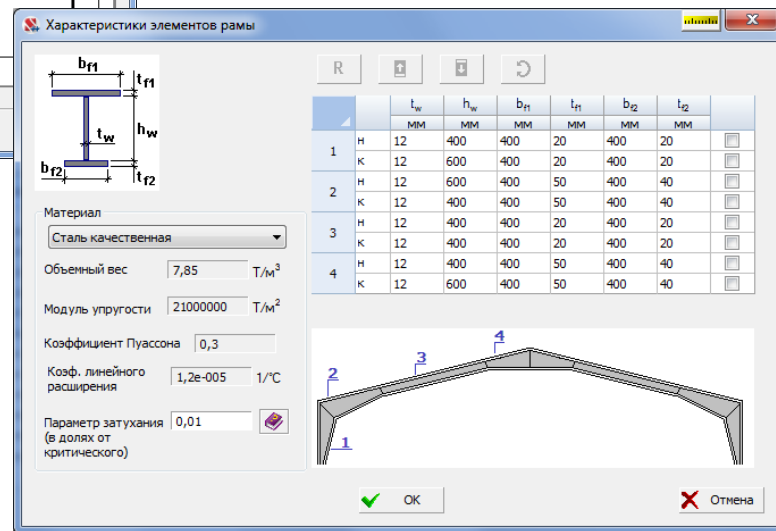 Характеристики элементов рамы
bf1
tf1
tw
hw
bf2
tf2
R
tw hw bf1 tf1 bf2 tf2
мм мм мм мм мм мм
1 н 12 400 400 20 400 20
к 12 600 400 20 400 20
2 н 12 600 400 50 400 40
к 12 400 400 50 400 40
3 н 12 400 400 20 400 20
к 12 400 400 20 400 20
4 н 12 400 400 50 400 40
к 12 600 400 50 400 40
Материал
Сталь качественная
Объемный вес 7,85 Т/м³
Модуль упругости 21000000 Т/м²
Коэффициент Пуассона 0,3
Коэф. линейного
расширения 1,2e-005 1/°C
Параметр затухания 0,01
(в долях от
критического)
4
3
2
1
OK
Отмена